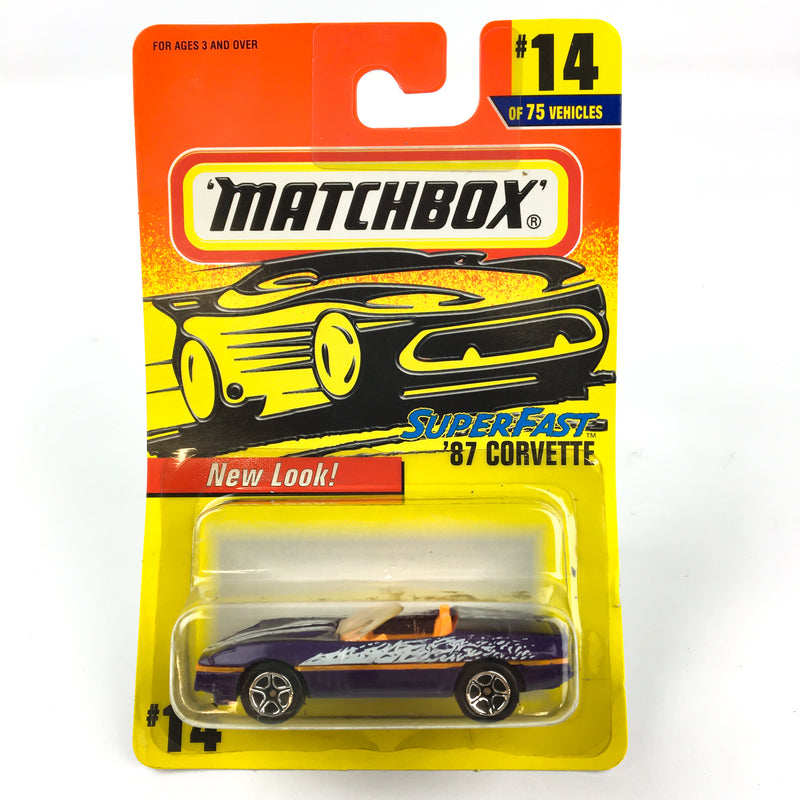 FOR AGES 3 AND OVER
#14
OF 75 VEHICLES
'MATCHBOX'®
SUPERFAST™
'87 CORVETTE
New Look!
#14